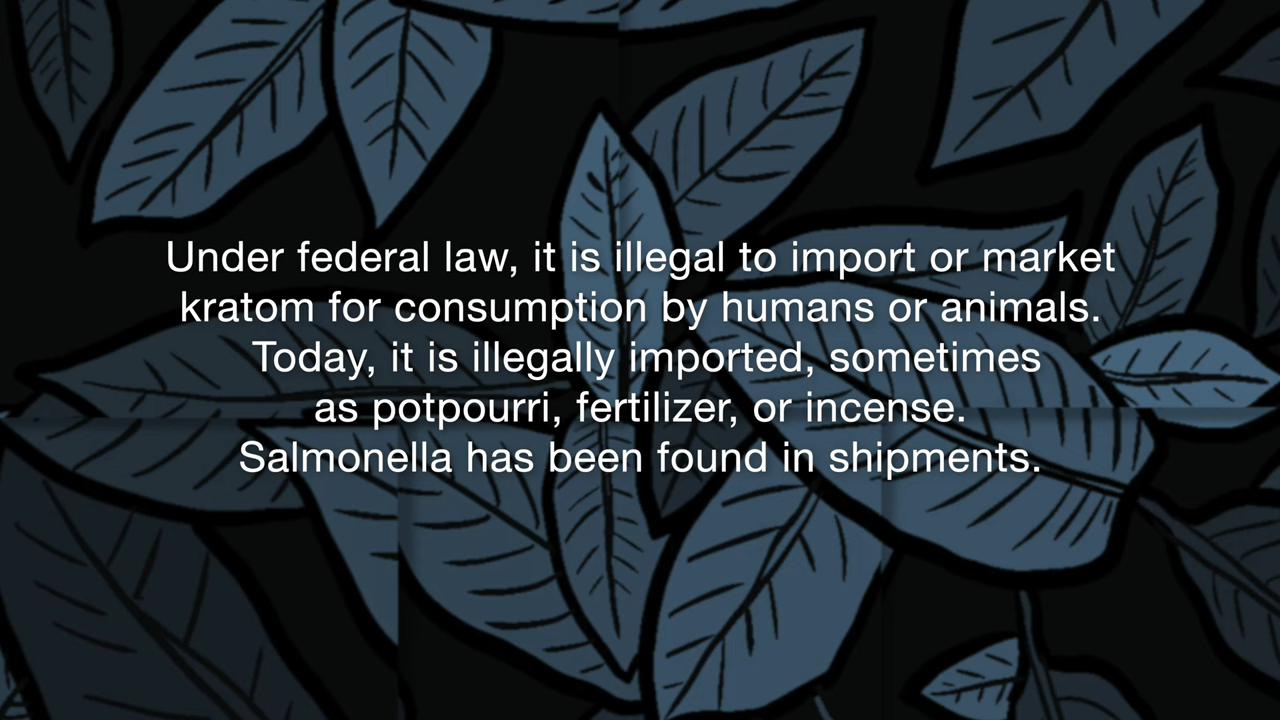 Under federal law, it is illegal to import or market
kratom for consumption by humans or animals.
Today, it is illegally imported, sometimes
as potpourri, fertilizer, or incense.
Salmonella has been found in shipments.